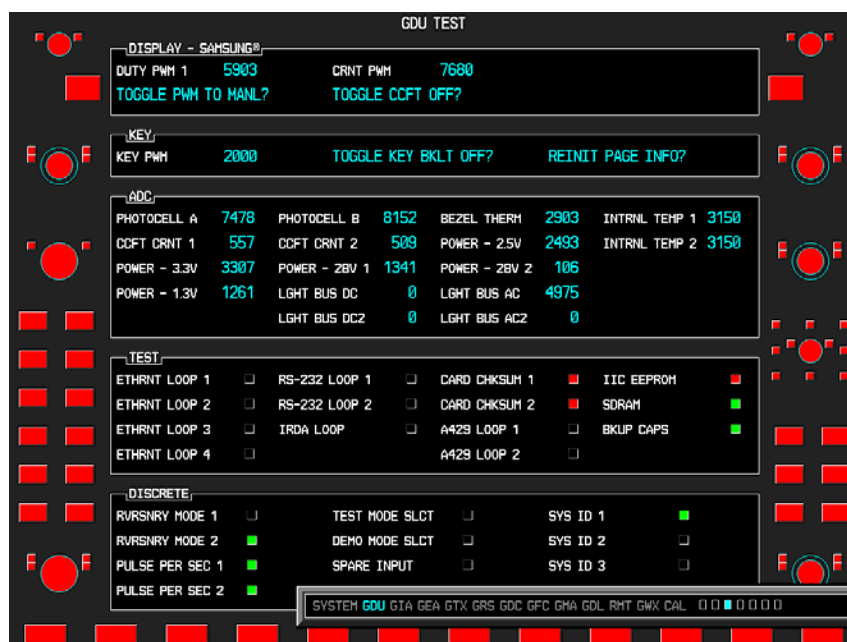 GDU TEST
DISPLAY - SAMSUNG®
DUTY PWM 1 5903 CRNT PWM 7680
TOGGLE PWM TO MANL? TOGGLE CCFT OFF?
KEY
KEY PWM 2000 TOGGLE KEY BKLT OFF? REINIT PAGE INFO?
ADC
PHOTOCELL A 7478 PHOTOCELL B 8152 BEZEL THERM 2903 INTRNL TEMP 1 3150
CCFT CRNT 1 557 CCFT CRNT 2 509 POWER - 2.5V 2493 INTRNL TEMP 2 3150
POWER - 3.3V 3307 POWER - 28V 1 1341 POWER - 28V 2 106
POWER - 1.3V 1261 LGHT BUS DC 0 LGHT BUS AC 4975
LGHT BUS DC2 0 LGHT BUS AC2 0
TEST
ETHRNT LOOP 1 RS-232 LOOP 1 CARD CHKSUM 1 IIC EEPROM
ETHRNT LOOP 2 RS-232 LOOP 2 CARD CHKSUM 2 SDRAM
ETHRNT LOOP 3 IRDA LOOP A429 LOOP 1 BKUP CAPS
ETHRNT LOOP 4 A429 LOOP 2
DISCRETE
RVRSNRY MODE 1 TEST MODE SLCT SYS ID 1
RVRSNRY MODE 2 DEMO MODE SLCT SYS ID 2
PULSE PER SEC 1 SPARE INPUT SYS ID 3
PULSE PER SEC 2
SYSTEM GDU GIA GEA GTX GRS GDC GFC GMA GDL RMT GWX CAL